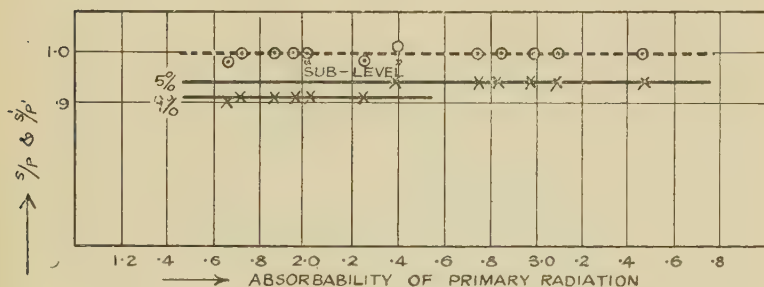 1.0
SUB-LEVEL
5%
.9
9%
S/P & S'/P'
1.2 .4 .6 .8 2.0 .2 .4 .6 .8 3.0 .2 .4 .6 .8
ABSORBABILITY OF PRIMARY RADIATION